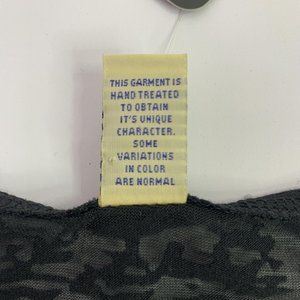 THIS GARMENT IS
HAND TREATED
TO OBTAIN
IT'S UNIQUE
CHARACTER.
SOME
VARIATIONS
IN COLOR
ARE NORMAL